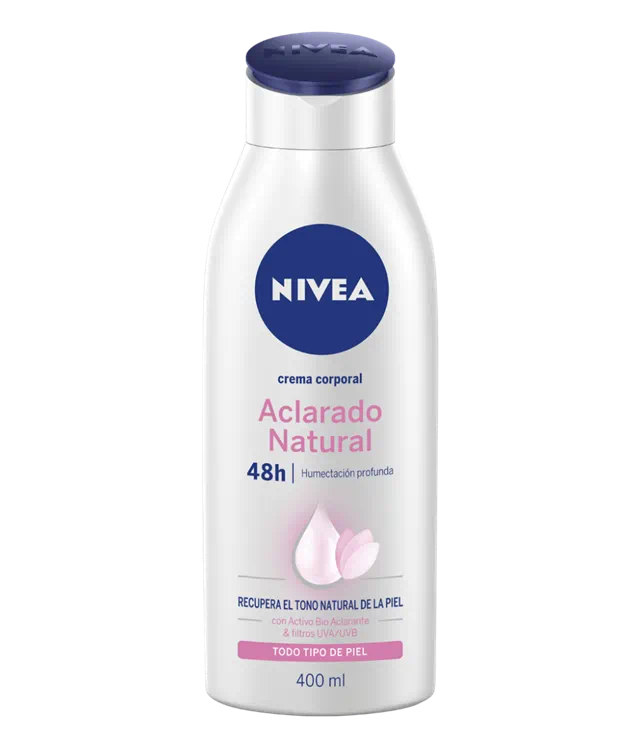 NIVEA
NIVEA
crema corporal
Aclarado
Natural
48h | Humectación profunda
RECUPERA EL TONO NATURAL DE LA PIEL
con Activo Bio Aclarante
& filtros UVA/UVB
TODO TIPO DE PIEL
400 ml